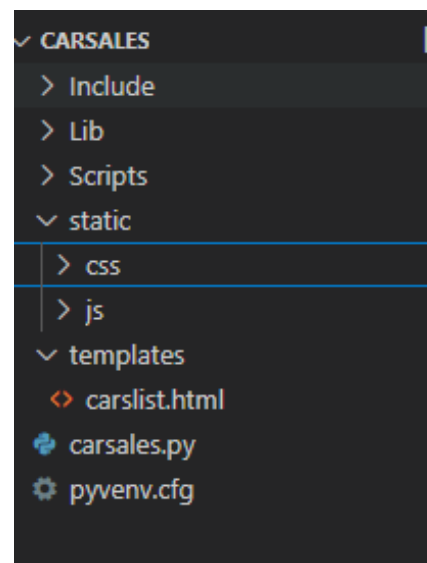 CARSALES
Include
Lib
Scripts
static
css
js
templates
carslist.html
carsales.py
pyvenv.cfg